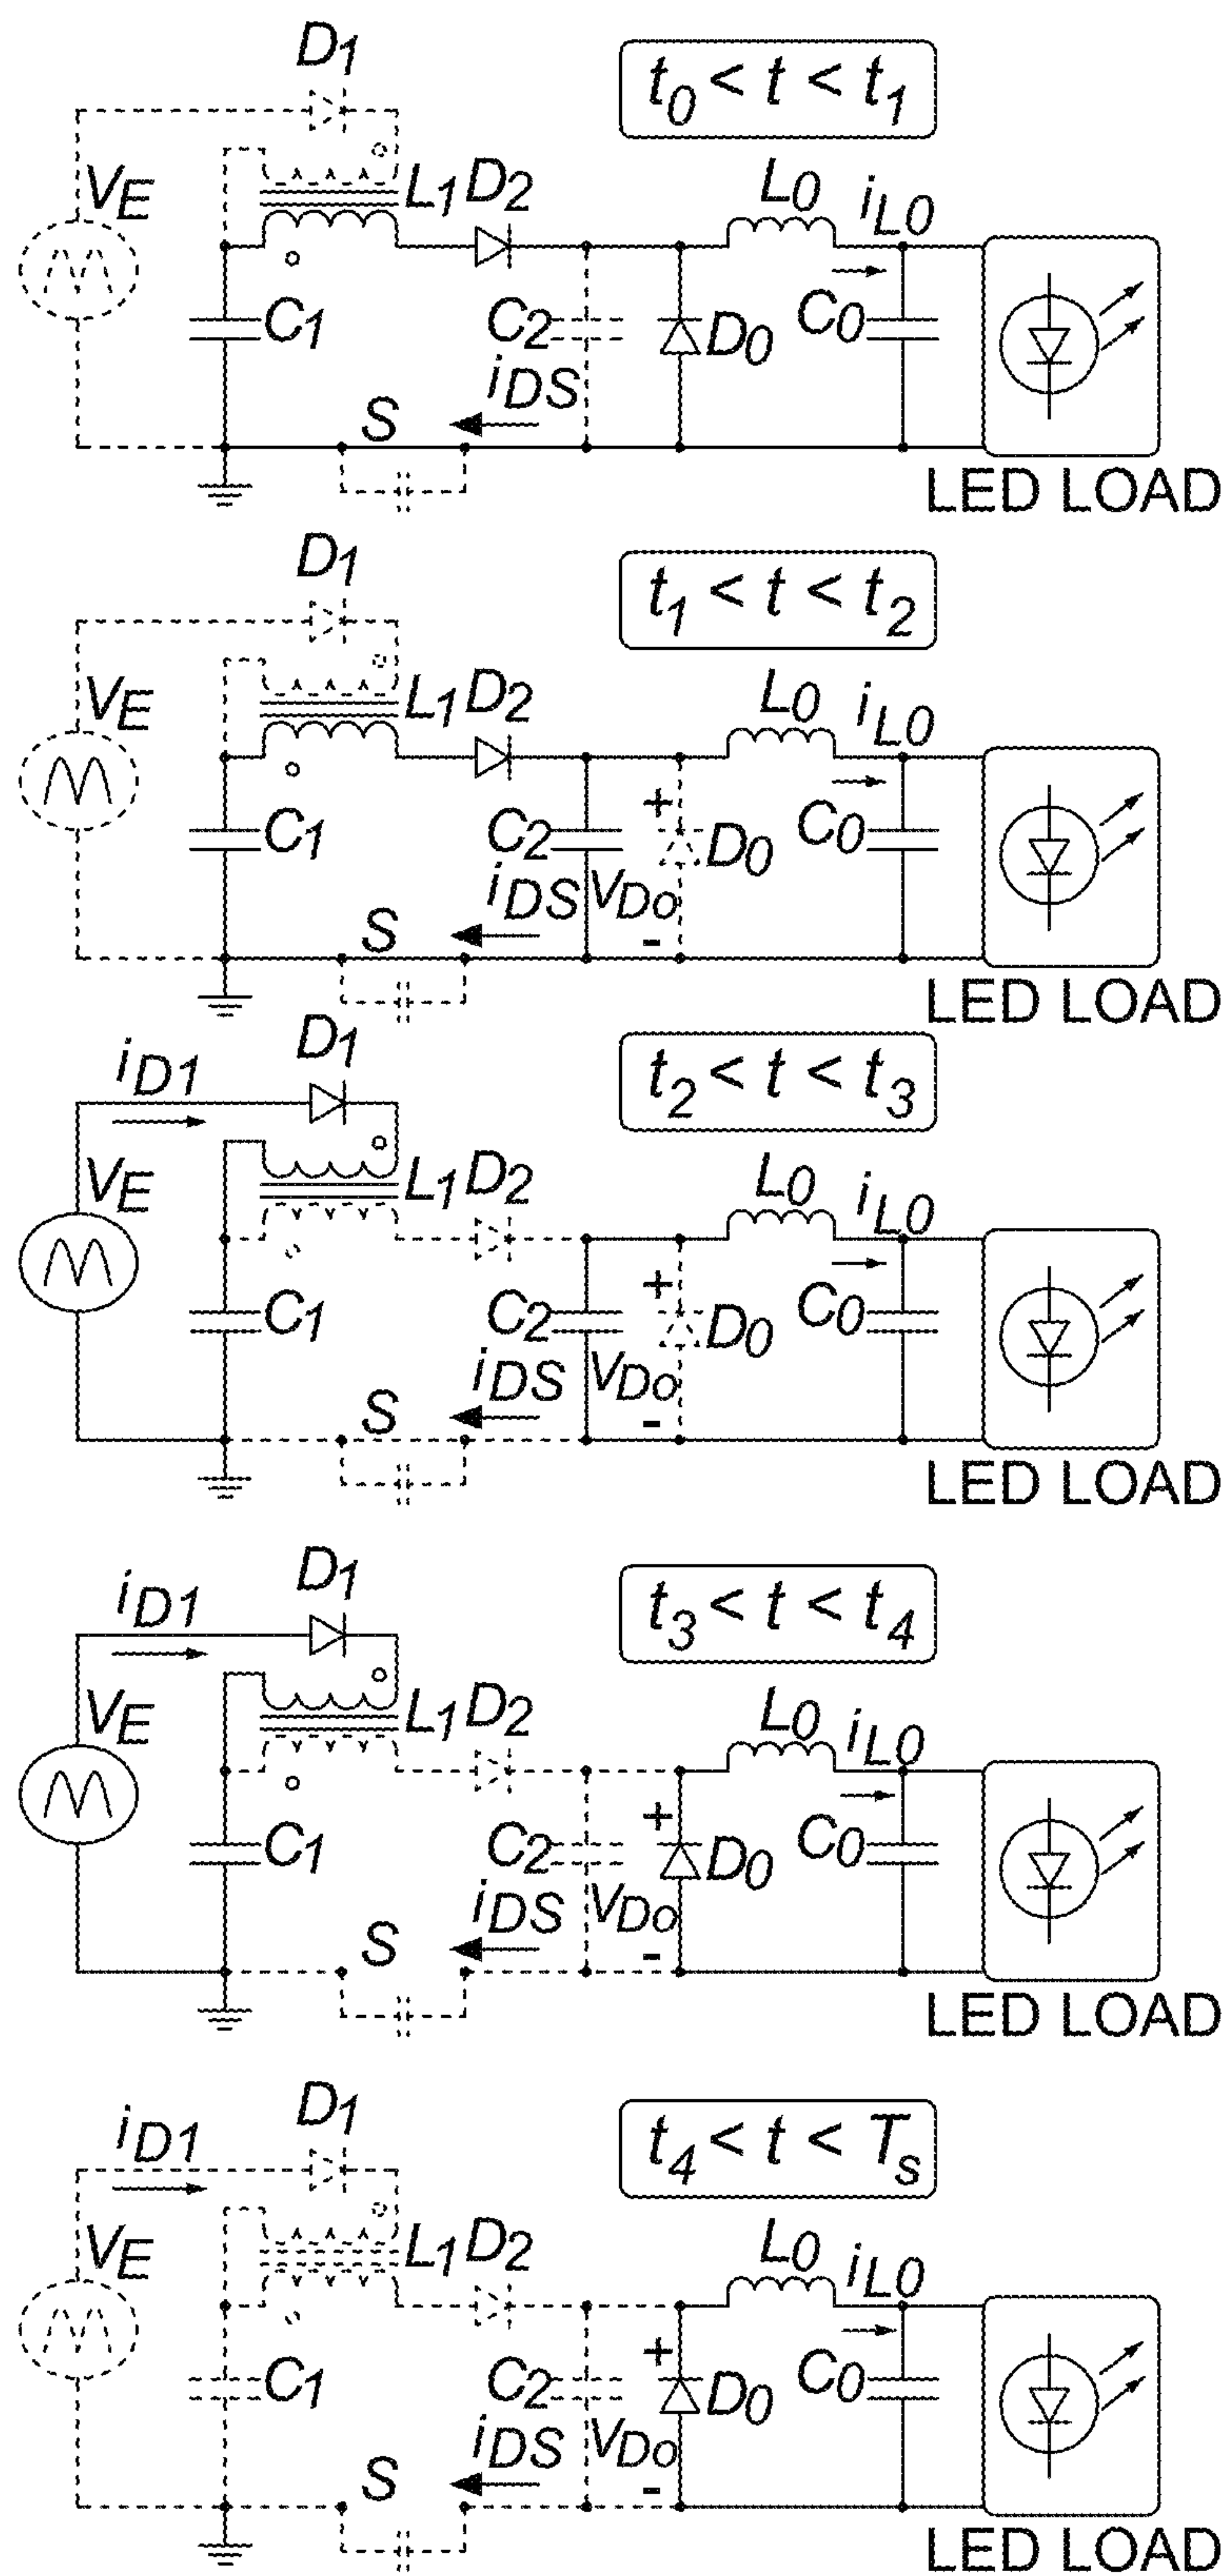 D1
t0 < t < t1
VE
L1 D2
L0
iL0
C1
C2
D0
C0
iDS
S
LED LOAD
D1
t1 < t < t2
VE
L1 D2
L0
iL0
C1
C2
+
D0
C0
iDS
VDo
S
-
LED LOAD
iD1
D1
t2 < t < t3
VE
L1 D2
L0
iL0
C1
C2
+
D0
C0
iDS
VDo
S
-
LED LOAD
iD1
D1
t3 < t < t4
VE
L1 D2
L0
iL0
C1
C2
+
D0
C0
iDS
VDo
S
-
LED LOAD
iD1
D1
t4 < t < Ts
VE
L1 D2
L0
iL0
C1
C2
+
D0
C0
iDS
VDo
S
-
LED LOAD